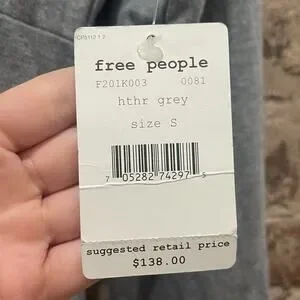 free people
F201K003 0081
hthr grey
size S
7 05282 74297 5
suggested retail price
$138.00